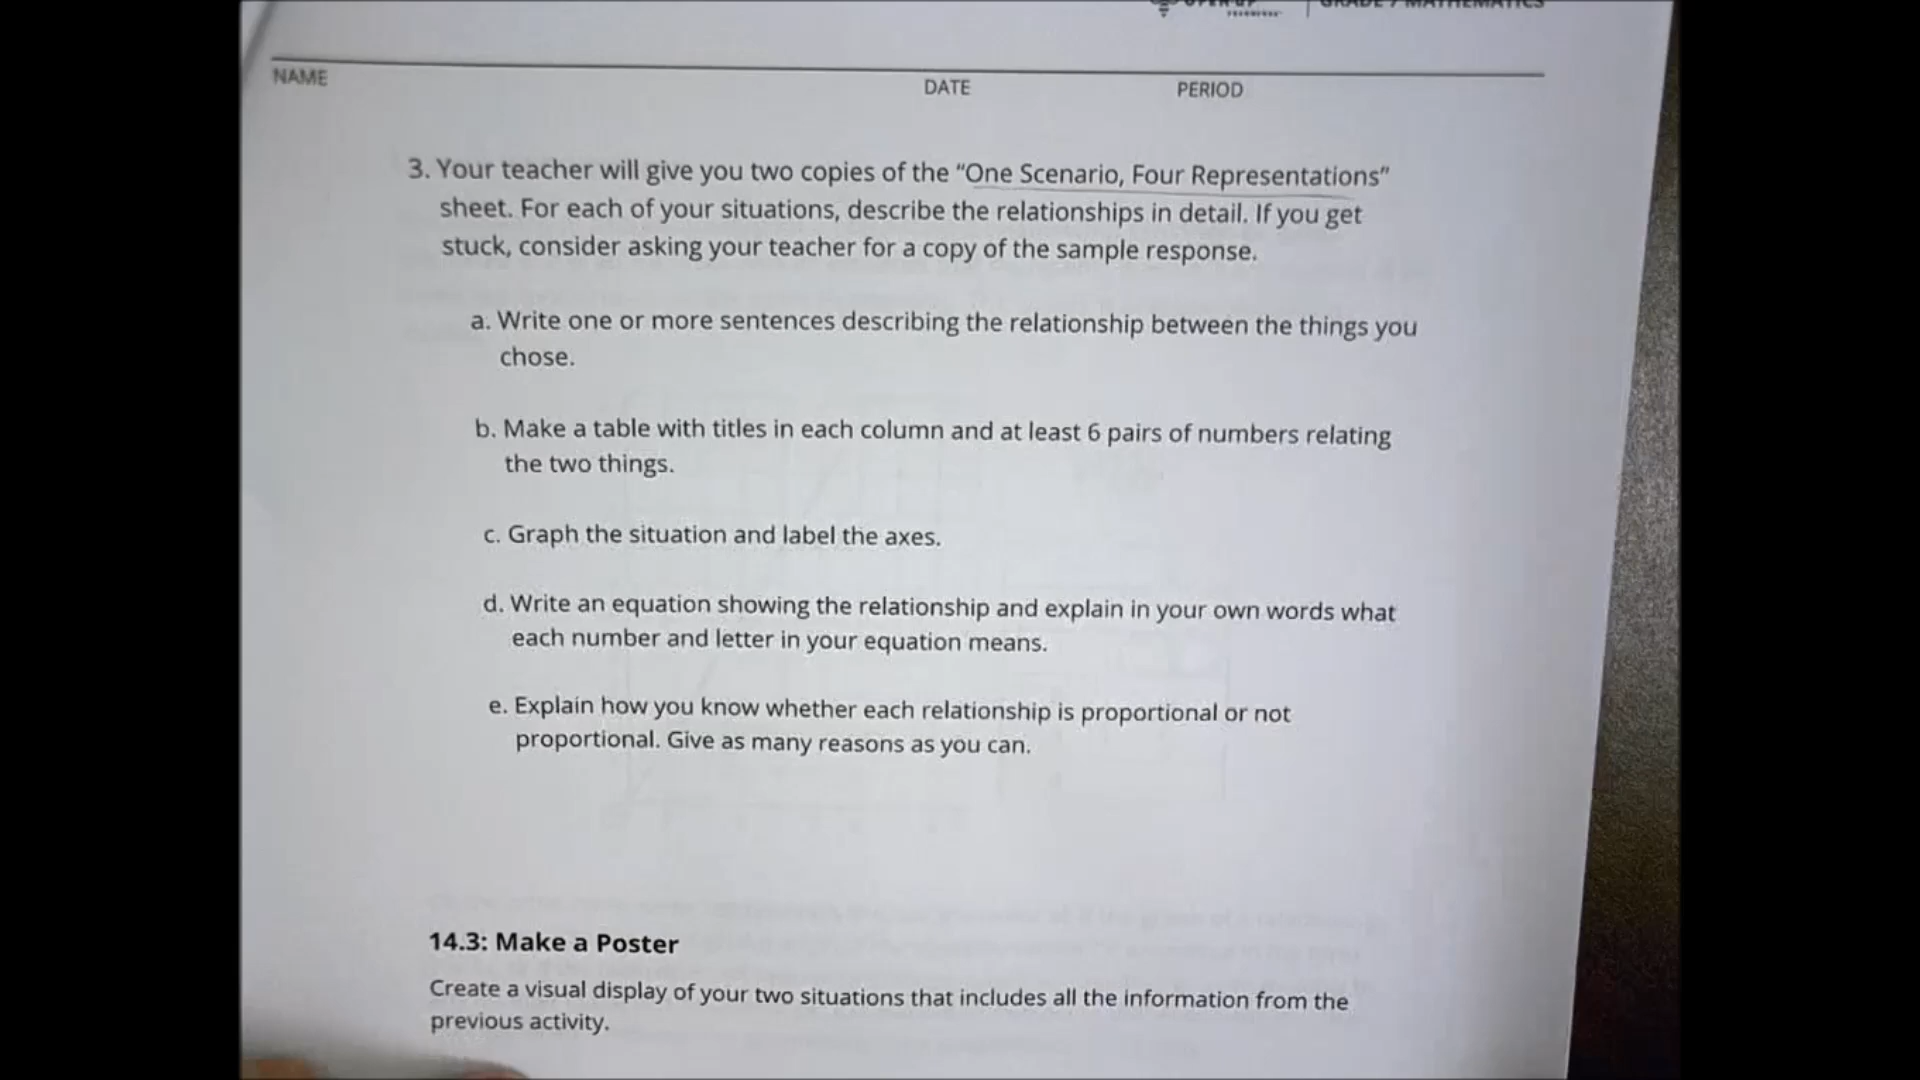 GRADE 7 MATHEMATICS
NAME
DATE
PERIOD
3. Your teacher will give you two copies of the “One Scenario, Four Representations”
sheet. For each of your situations, describe the relationships in detail. If you get
stuck, consider asking your teacher for a copy of the sample response.
a. Write one or more sentences describing the relationship between the things you
chose.
b. Make a table with titles in each column and at least 6 pairs of numbers relating
the two things.
c. Graph the situation and label the axes.
d. Write an equation showing the relationship and explain in your own words what
each number and letter in your equation means.
e. Explain how you know whether each relationship is proportional or not
proportional. Give as many reasons as you can.
14.3: Make a Poster
Create a visual display of your two situations that includes all the information from the
previous activity.